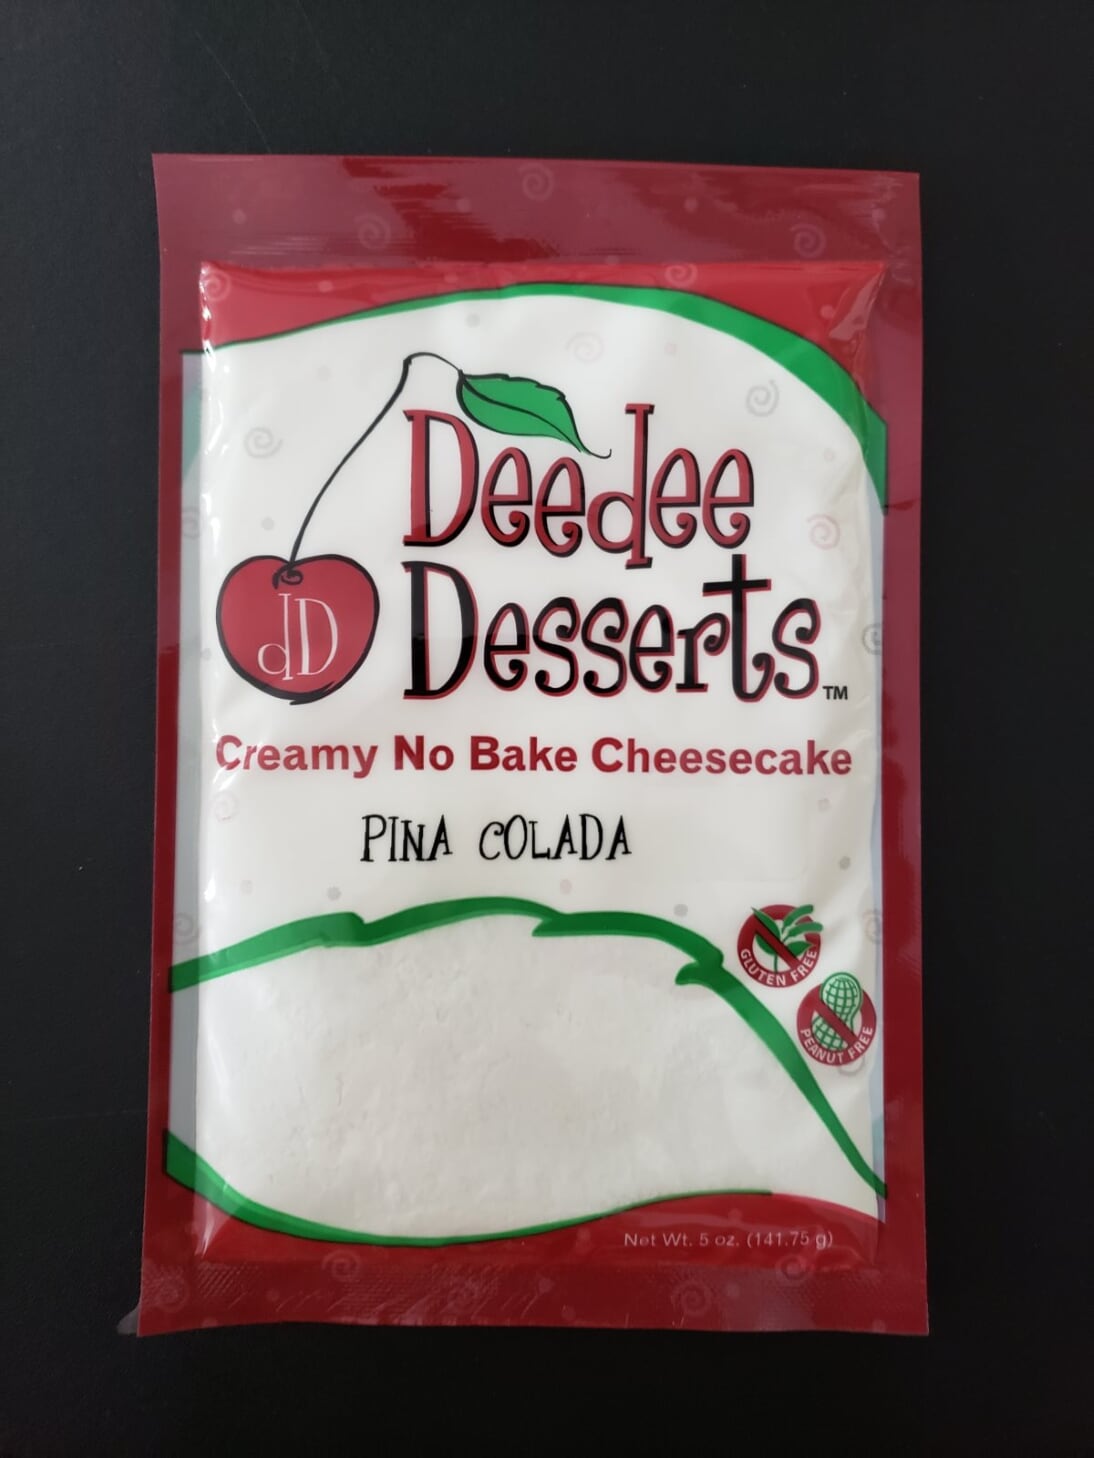 Deedee
Desserts™
dD
Creamy No Bake Cheesecake
PINA COLADA
GLUTEN FREE
PEANUT FREE
Net Wt. 5 oz. (141.75 g)